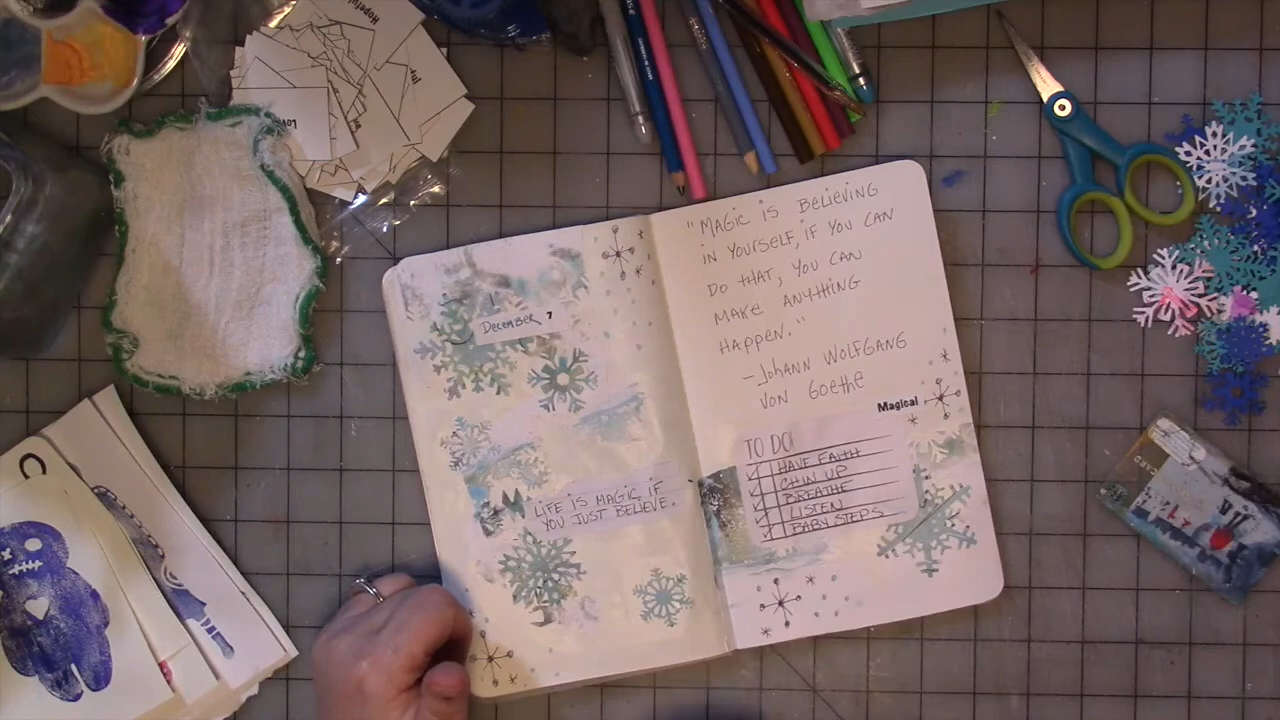 Hopeful
December 7
LIFE IS MAGIC, IF
YOU JUST BELIEVE.
"MAGIC IS BELIEVING
IN YOURSELF, IF YOU CAN
DO THAT, YOU CAN
MAKE ANYTHING
HAPPEN."
-JOHANN WOLFGANG
VON GOETHE
Magical
TO DO
HAVE FAITH
CHIN UP
BREATHE
LISTEN
BABY STEPS
CARD